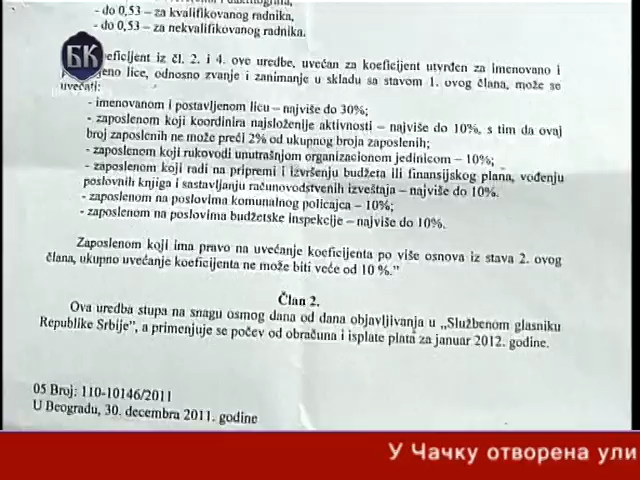 - do 0,53 – za kvalifikovanog radnika,
- do 0,53 – za nekvalifikovanog radnika.
БК
eficijent iz čl. 2. i 4. ove uredbe, uvećan za koeficijent utvrđen za imenovano i
eno lice, odnosno zvanje i zanimanje u skladu sa stavom 1. ovog člana, može se
uvećati:
- imenovanom i postavljenom licu – najviše do 30%;
- zaposlenom koji koordinira najsloženije aktivnosti – najviše do 10%, s tim da ovaj
broj zaposlenih ne može preći 2% od ukupnog broja zaposlenih;
- zaposlenom koji rukovodi unutrašnjom organizacionom jedinicom – 10%;
- zaposlenom koji radi na pripremi i izvršenju budžeta ili finansijskog plana, vođenju
poslovnih knjiga i sastavljanju računovodstvenih izveštaja – najviše do 10%.
- zaposlenom na poslovima komunalnog policajca – 10%;
- zaposlenom na poslovima budžetske inspekcije – najviše do 10%.
Zaposlenom koji ima pravo na uvećanje koeficijenta po više osnova iz stava 2. ovog
člana, ukupno uvećanje koeficijenta ne može biti veće od 10 %.”
Član 2.
Ova uredba stupa na snagu osmog dana od dana objavljivanja u „Službenom glasniku
Republike Srbije”, a primenjuje se počev od obračuna i isplate plata za januar 2012. godine.
05 Broj: 110-10146/2011
U Beogradu, 30. decembra 2011. godine
У Чачку отворена ули